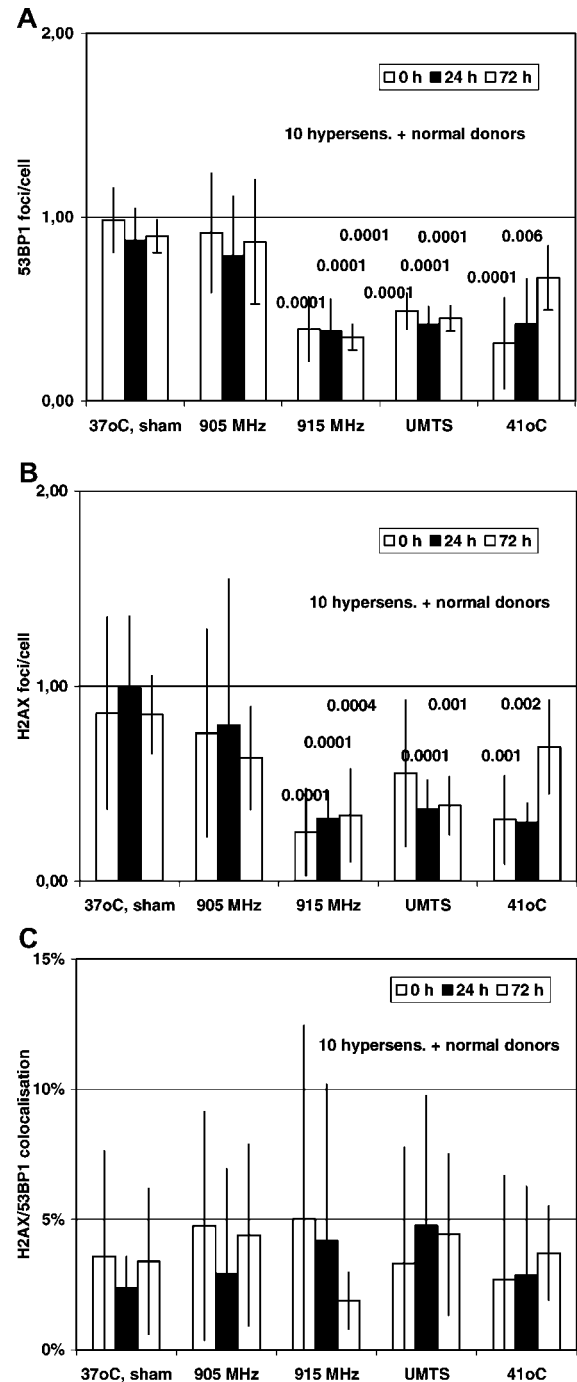 A
2,00
0 h 24 h 72 h
10 hypersens. + normal donors
53BP1 foci/cell
1,00
0.0001 0.0001 0.006
0.0001 0.0001 0.0001
0.0001 0.0001
0,00
37oC, sham 905 MHz 915 MHz UMTS 41oC
B
2,00
0 h 24 h 72 h
10 hypersens. + normal donors
H2AX foci/cell
1,00
0.0004 0.001 0.002
0.0001 0.0001 0.001
0.0001
0,00
37oC, sham 905 MHz 915 MHz UMTS 41oC
C
15%
0 h 24 h 72 h
10 hypersens. + normal donors
H2AX/53BP1 colocalisation
10%
5%
0%
37oC, sham 905 MHz 915 MHz UMTS 41oC